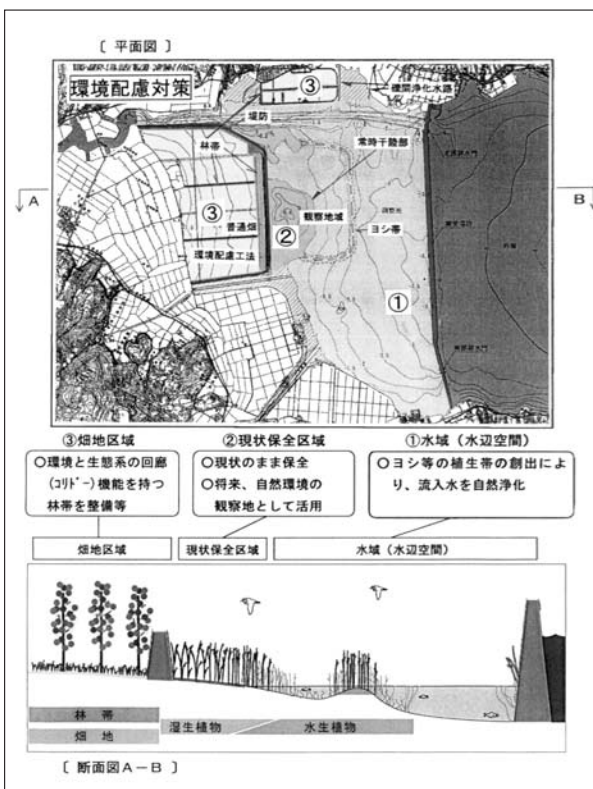 〔 平面図 〕
環境配慮対策
③
礫間浄化水路
堤防
林帯
常時干陸部
A
B
③
観察地域
調整池
普通畑
②
ヨシ帯
環境配慮工法
①
③畑地区域
②現状保全区域
①水域（水辺空間）
○環境と生態系の回廊
(ｺﾘﾄﾞｰ) 機能を持つ
林帯を整備等
○現状のまま保全
○将来、自然環境の
観察地として活用
○ヨシ等の植生帯の創出によ
り、流入水を自然浄化
畑地区域
現状保全区域
水域（水辺空間）
林 帯
畑 地
湿生植物
水生植物
〔 断面図A－B 〕